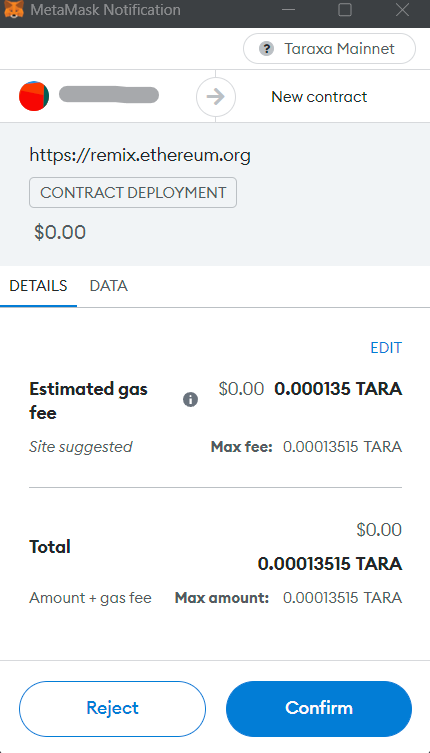 MetaMask Notification
? Taraxa Mainnet
New contract
https://remix.ethereum.org
CONTRACT DEPLOYMENT
$0.00
DETAILS DATA
EDIT
Estimated gas fee $0.00 0.000135 TARA
Site suggested Max fee: 0.00013515 TARA
$0.00
Total
0.00013515 TARA
Amount + gas fee Max amount: 0.00013515 TARA
Reject Confirm